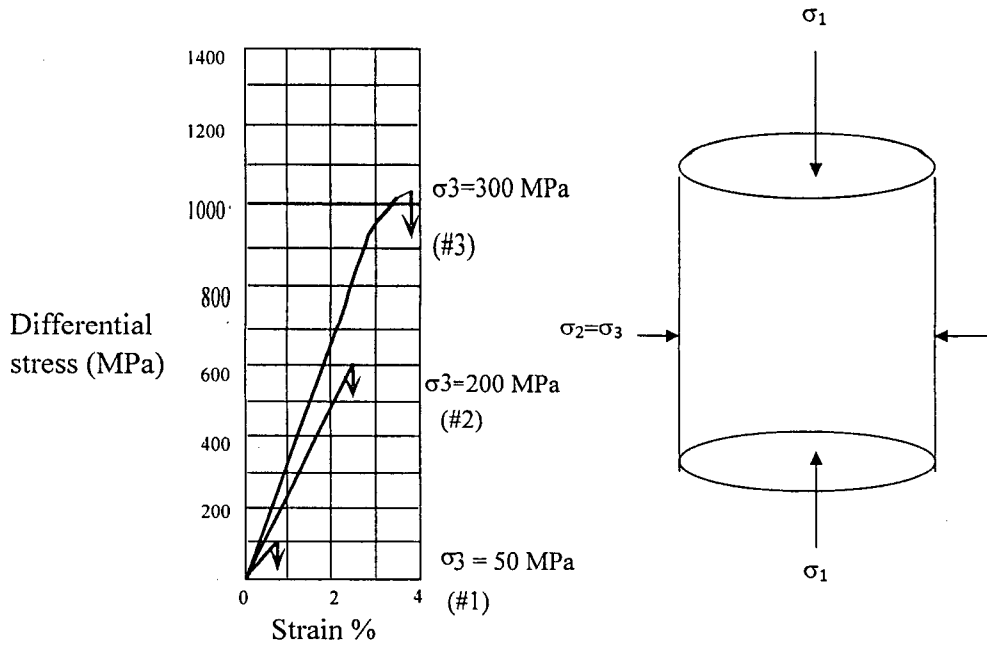 1400
1200
1000
800
600
400
200
0
2
4
Differential
stress (MPa)
Strain %
σ3=300 MPa
(#3)
σ3=200 MPa
(#2)
σ3 = 50 MPa
(#1)
σ1
σ2=σ3
σ1